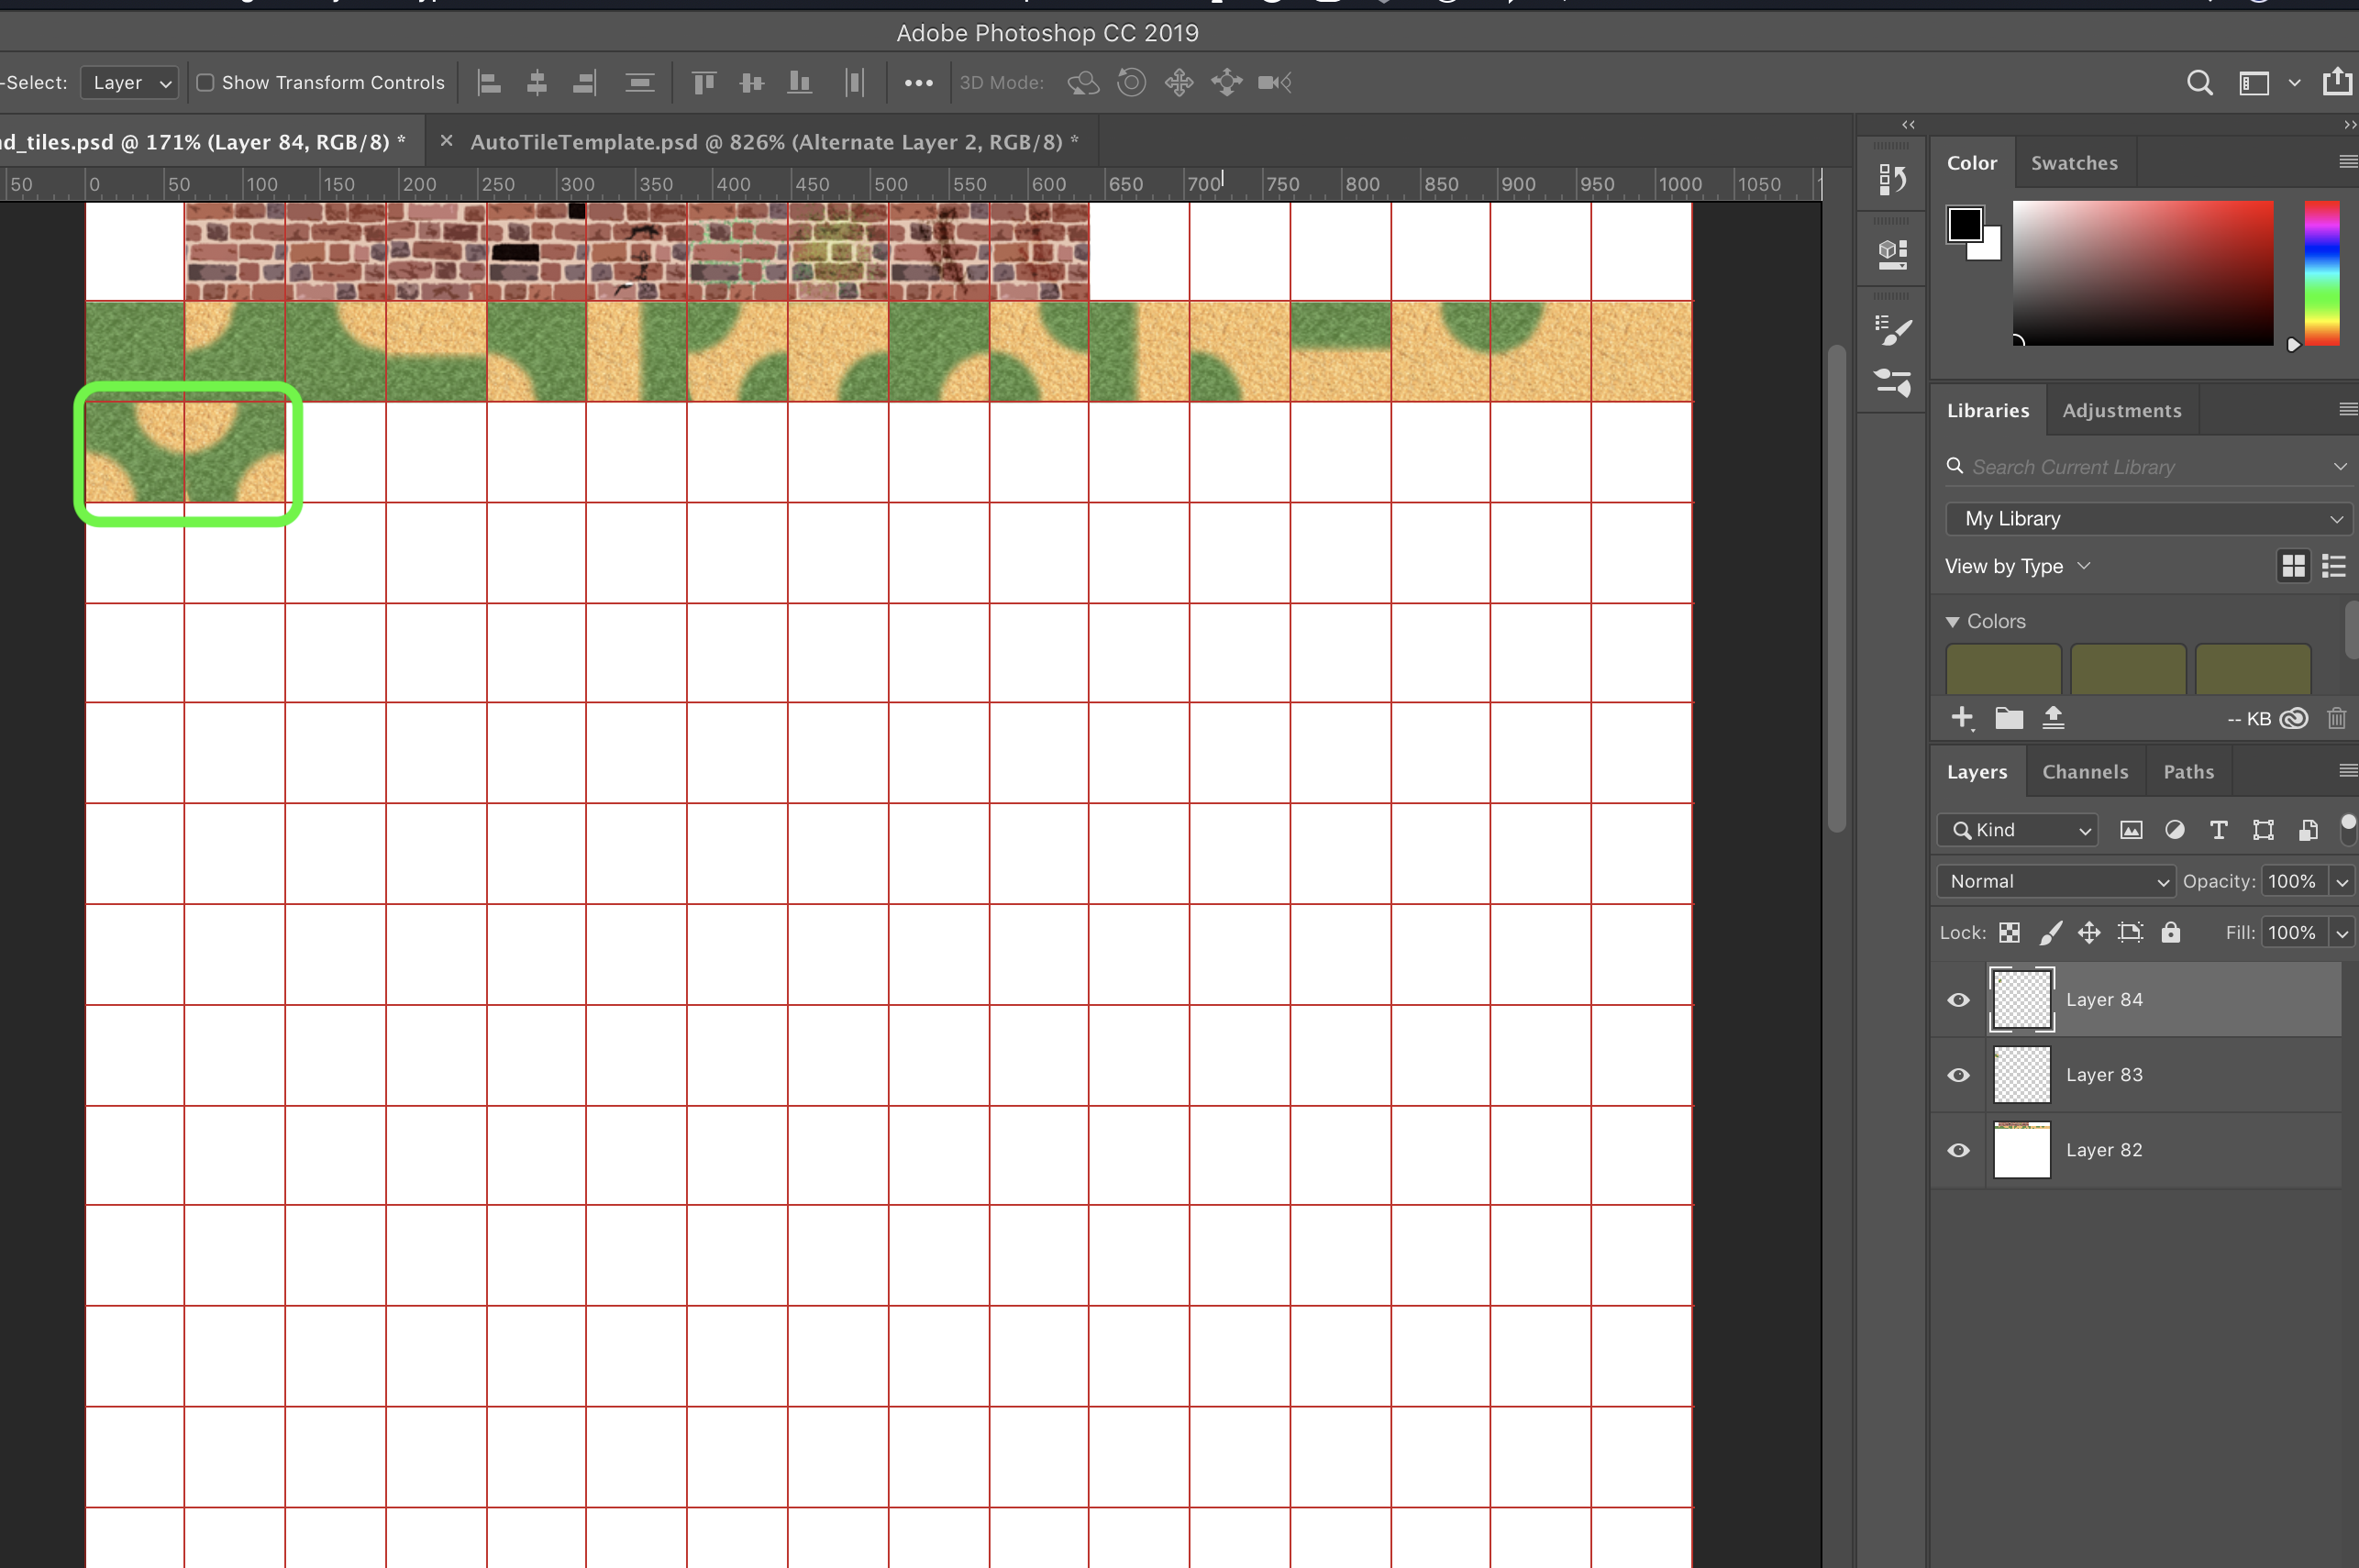 Adobe Photoshop CC 2019
-Select: Layer Show Transform Controls 3D Mode:
d_tiles.psd @ 171% (Layer 84, RGB/8) * × AutoTileTemplate.psd @ 826% (Alternate Layer 2, RGB/8) *
50 0 50 100 150 200 250 300 350 400 450 500 550 600 650 700 750 800 850 900 950 1000 1050
Color Swatches
Libraries Adjustments
Search Current Library
My Library
View by Type
Colors
-- KB
Layers Channels Paths
Kind
Normal Opacity: 100%
Lock: Fill: 100%
Layer 84
Layer 83
Layer 82